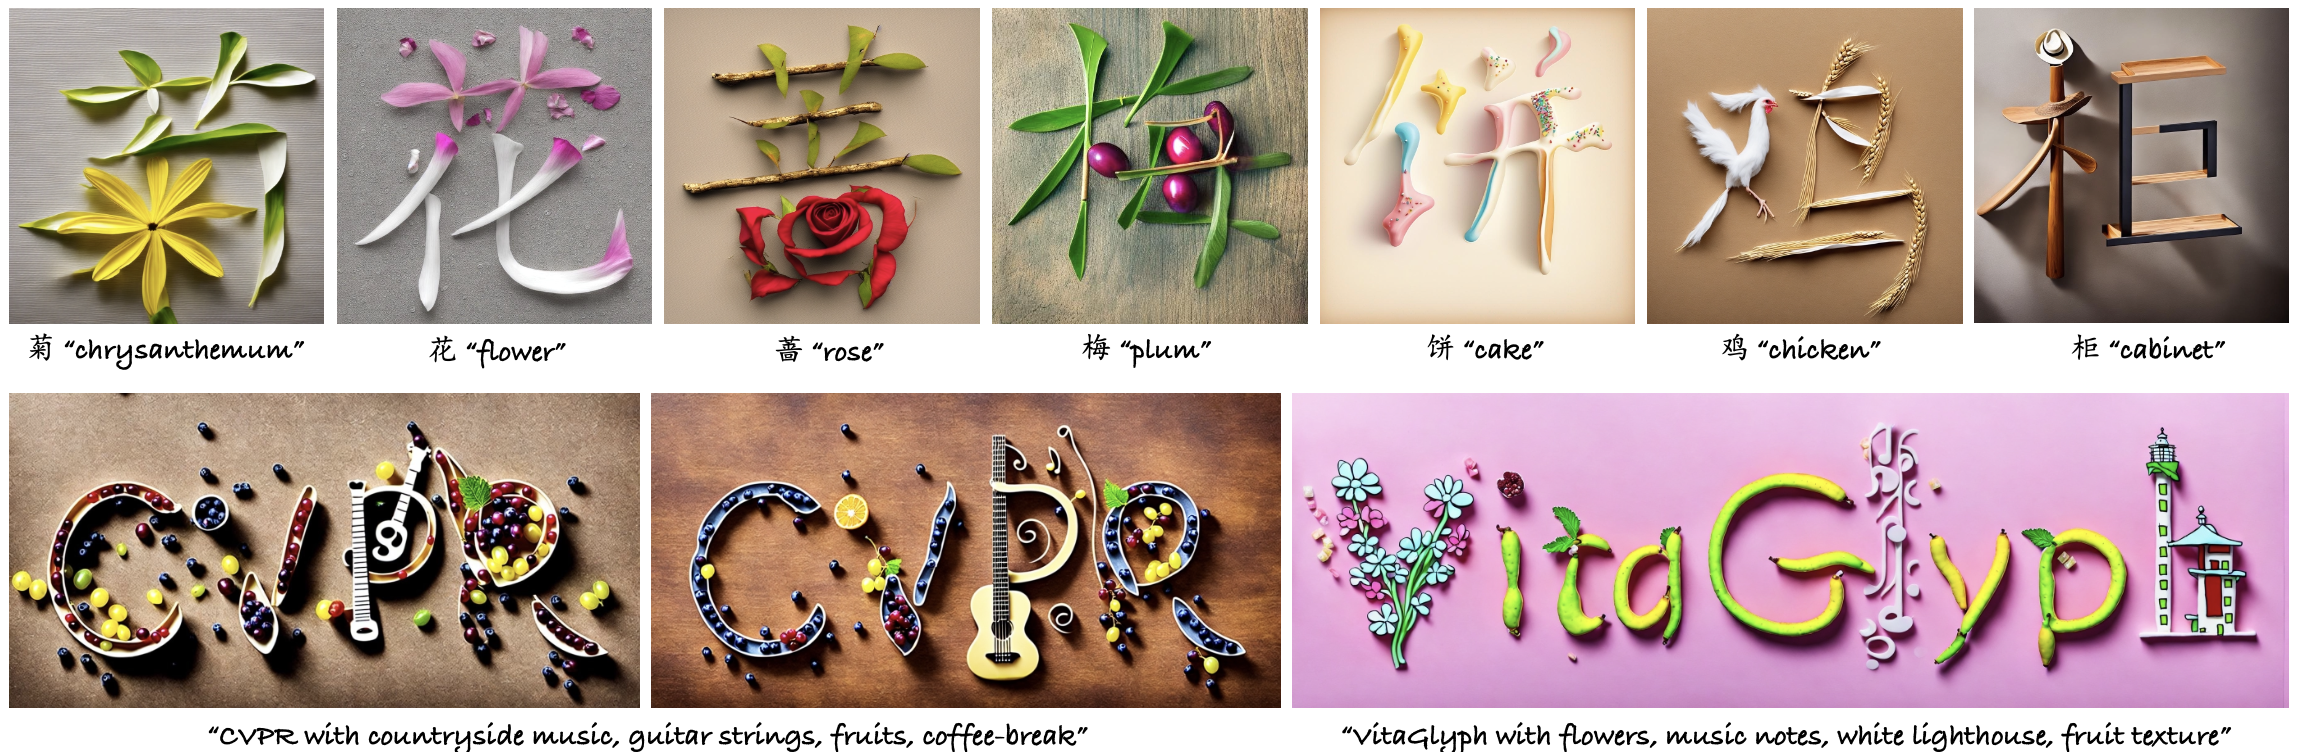 菊 花 蔷 梅 饼 鸡 柜
菊 “chrysanthemum” 花 “flower” 蔷 “rose” 梅 “plum” 饼 “cake” 鸡 “chicken” 柜 “cabinet”
CVPR CVPR VitaGlyph
“CVPR with countryside music, guitar strings, fruits, coffee-break” “VitaGlyph with flowers, music notes, white lighthouse, fruit texture”